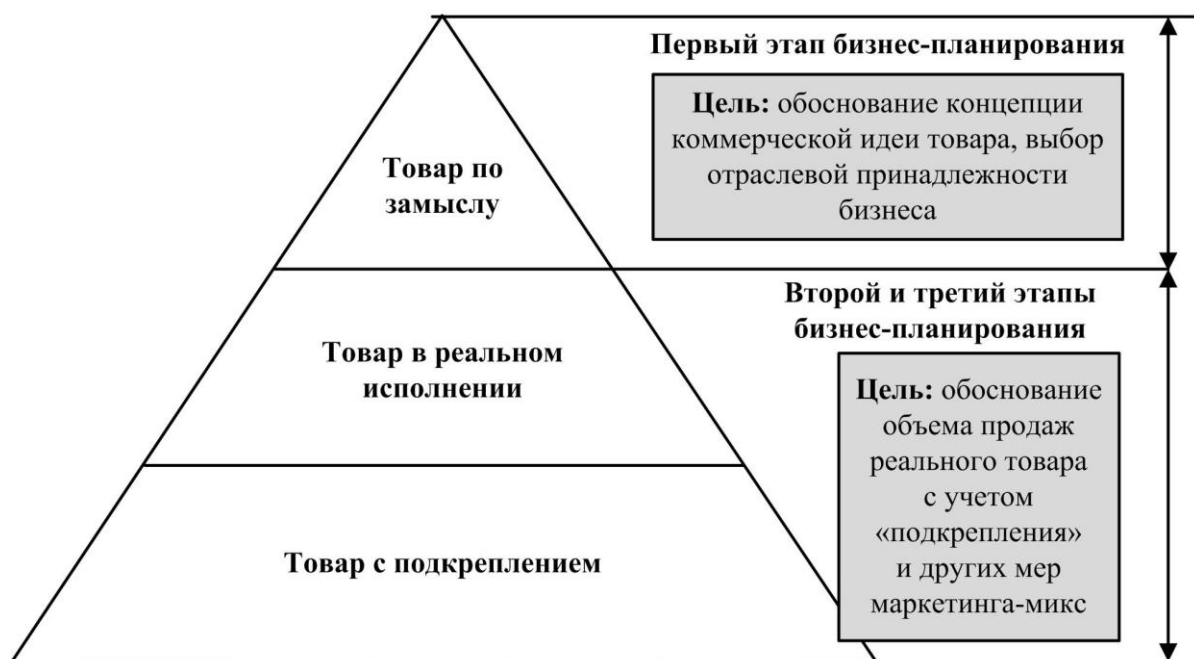 Первый этап бизнес-планирования
Цель: обоснование концепции
коммерческой идеи товара, выбор
отраслевой принадлежности
бизнеса
Товар по
замыслу
Второй и третий этапы
бизнес-планирования
Товар в реальном
исполнении
Цель: обоснование
объема продаж
реального товара
с учетом
«подкрепления»
и других мер
маркетинга-микс
Товар с подкреплением